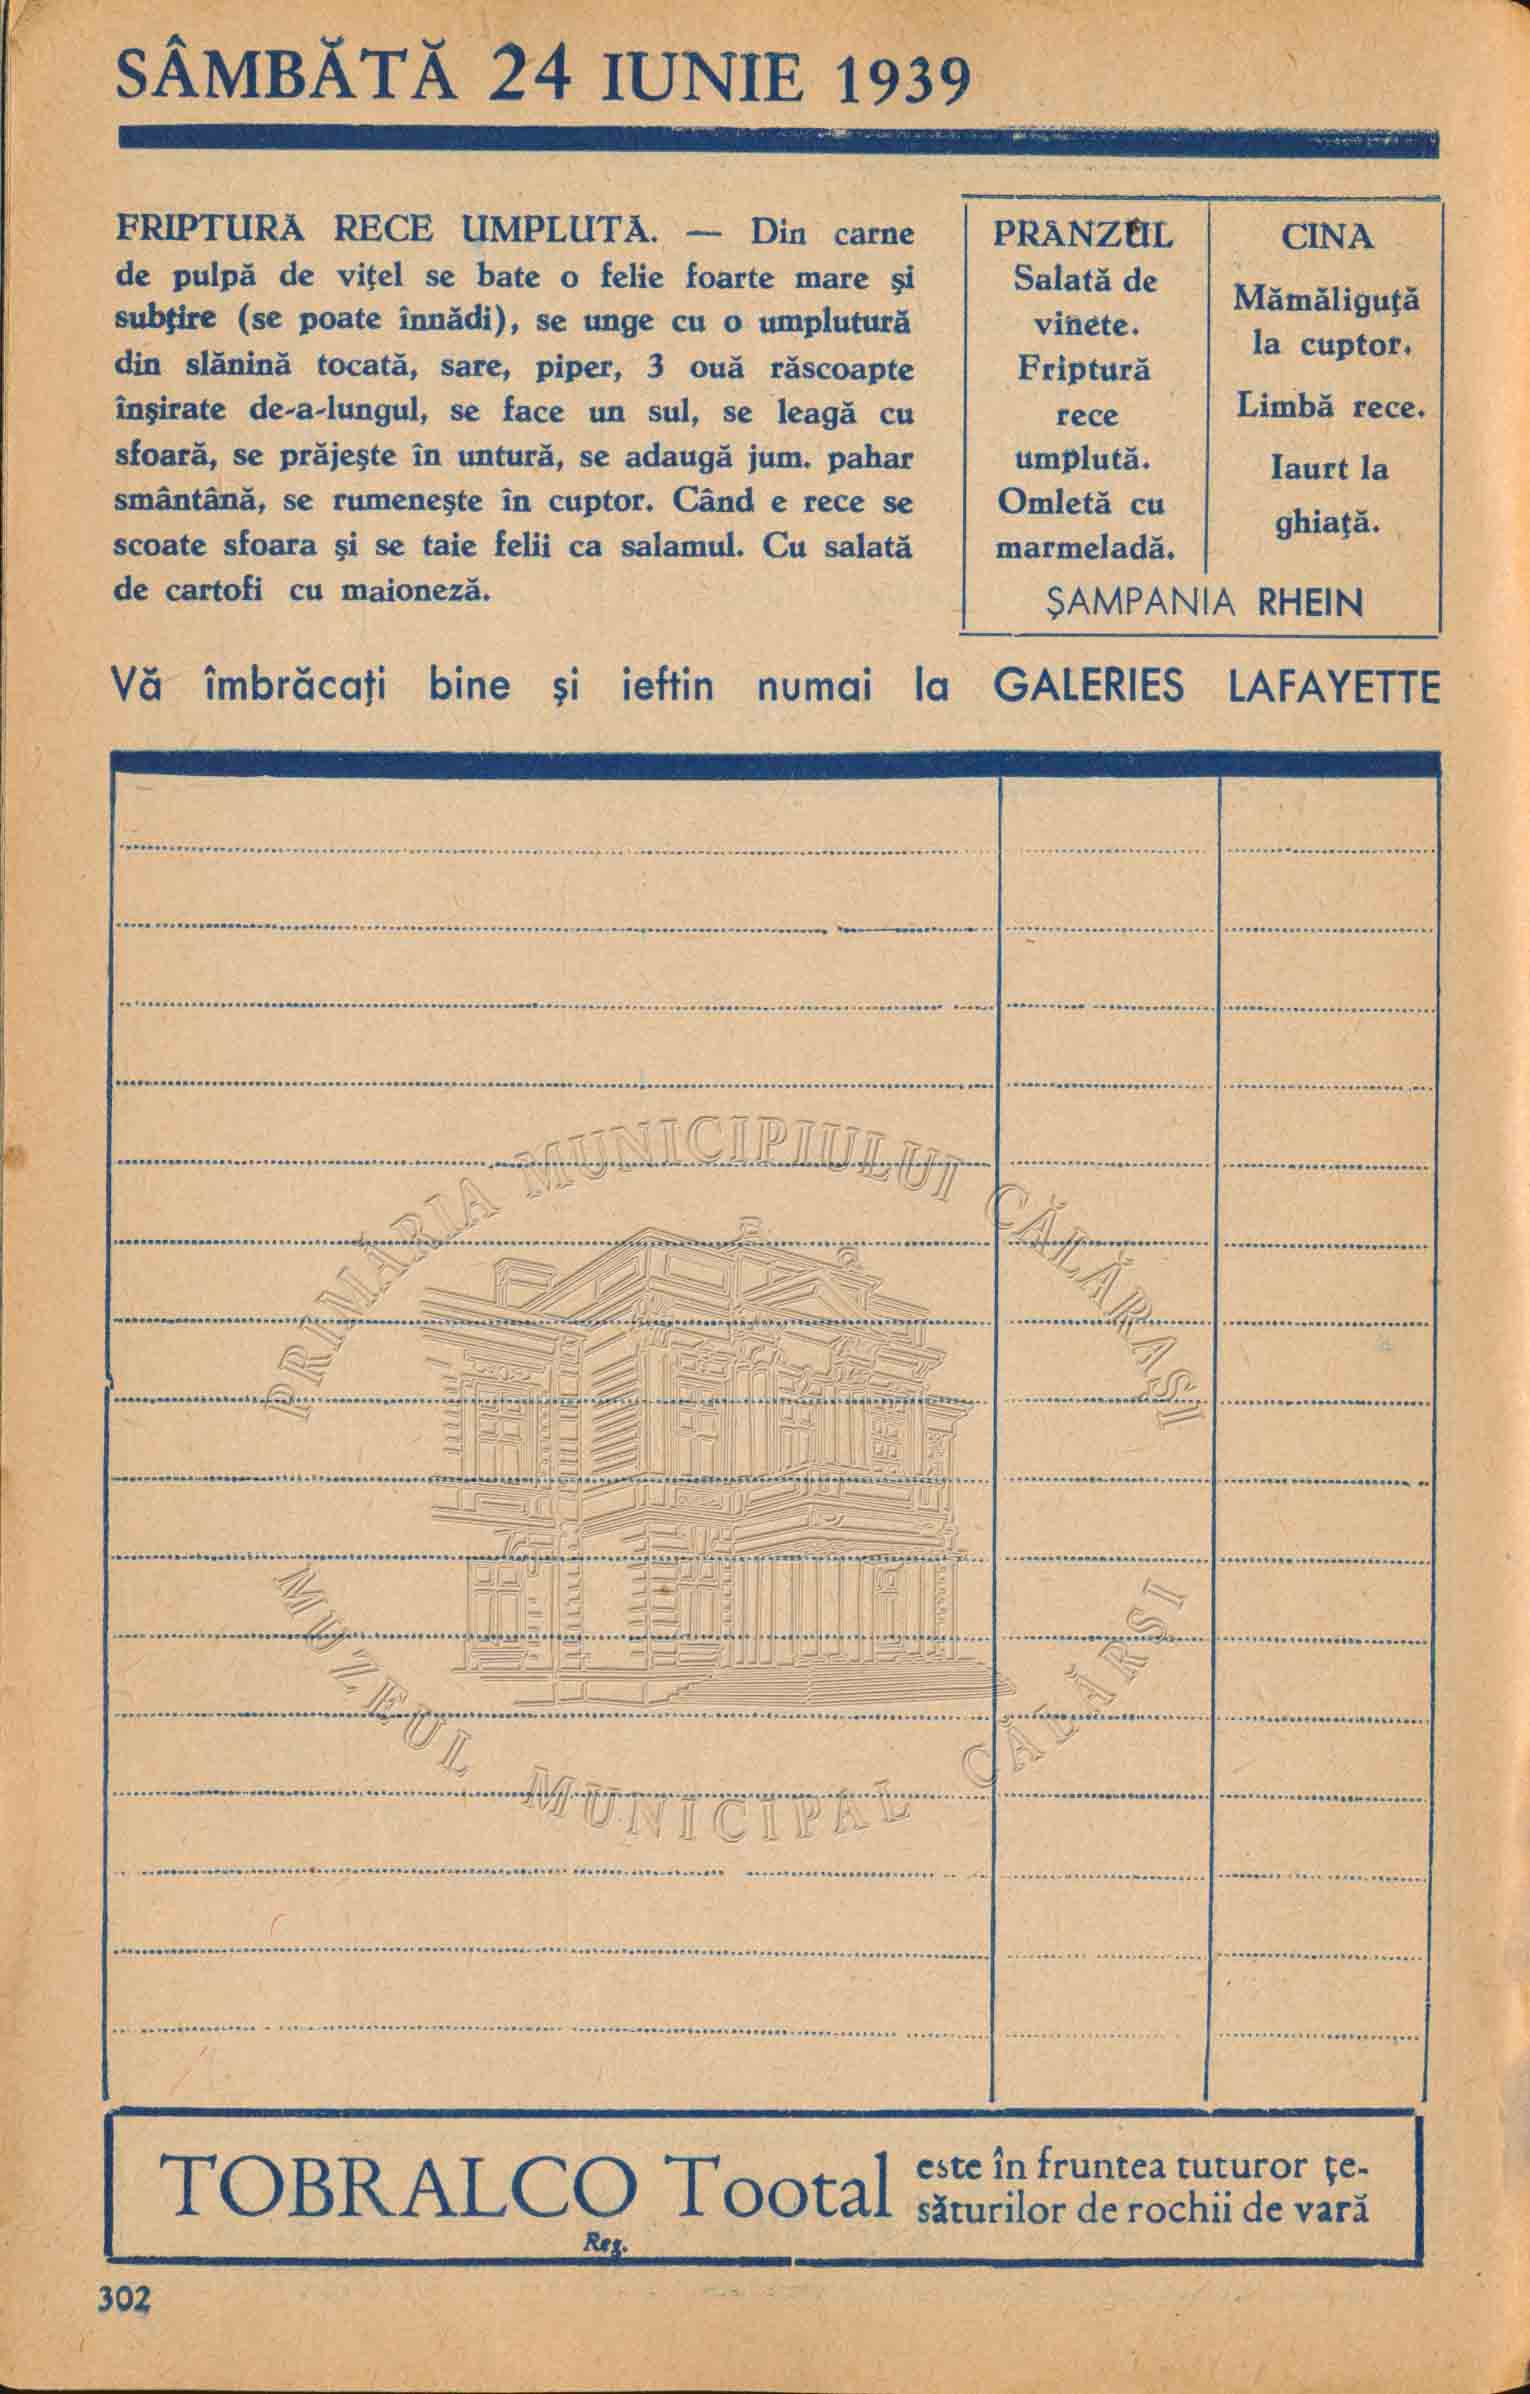 SÂMBĂTĂ 24 IUNIE 1939
FRIPTURĂ RECE UMPLUTĂ. — Din carne
de pulpă de viţel se bate o felie foarte mare şi
subţire (se poate înnădi), se unge cu o umplutură
din slănină tocată, sare, piper, 3 ouă răscoapte
înşirate de-a-lungul, se face un sul, se leagă cu
sfoară, se prăjeşte în untură, se adaugă jum. pahar
smântână, se rumeneşte în cuptor. Când e rece se
scoate sfoara şi se taie felii ca salamul. Cu salată
de cartofi cu maioneză.
PRÂNZUL
Salată de
vinete.
Friptură
rece
umplută.
Omletă cu
marmeladă.
CINA
Mămăliguţă
la cuptor.
Limbă rece.
Iaurt la
ghiaţă.
ŞAMPANIA RHEIN
Vă îmbrăcaţi bine şi ieftin numai la GALERIES LAFAYETTE
PRIMĂRIA MUNICIPIULUI CĂLĂRAŞI
MUZEUL MUNICIPAL CĂLĂRSI
TOBRALCO Tootal
Reg.
este în fruntea tuturor ţe-
săturilor de rochii de vară
302